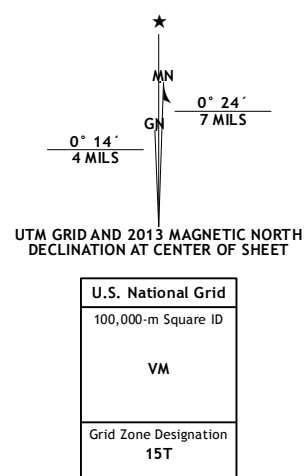 ★
MN
0° 24´
7 MILS
GN
0° 14´
4 MILS
UTM GRID AND 2013 MAGNETIC NORTH
DECLINATION AT CENTER OF SHEET
U.S. National Grid
100,000-m Square ID
VM
Grid Zone Designation
15T